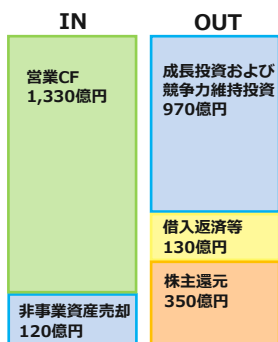 IN
OUT
営業CF
1,330億円
成長投資および
競争力維持投資
970億円
借入返済等
130億円
株主還元
350億円
非事業資産売却
120億円